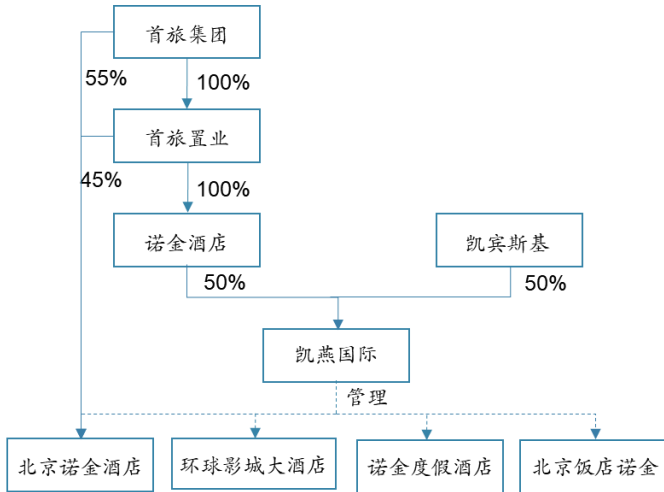 首旅集团
55%
100%
首旅置业
45%
100%
诺金酒店
凯宾斯基
50%
50%
凯燕国际
管理
北京诺金酒店
环球影城大酒店
诺金度假酒店
北京饭店诺金